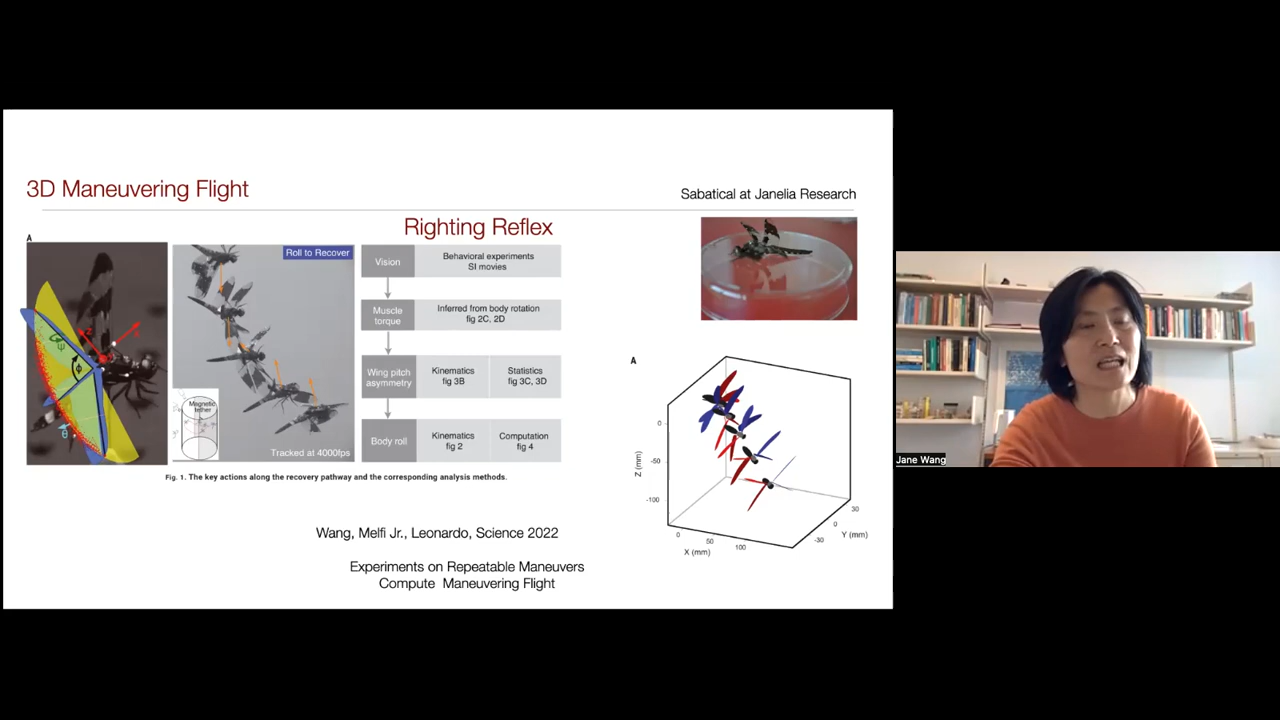 3D Maneuvering Flight
Sabatical at Janelia Research
Righting Reflex
A
Roll to Recover
Magnetic
tether
Tracked at 4000fps
z
x
ψ
ϕ
θ
Vision
Behavioral experiments
SI movies
Muscle
torque
Inferred from body rotation
fig 2C, 2D
Wing pitch
asymmetry
Kinematics
fig 3B
Statistics
fig 3C, 3D
Body roll
Kinematics
fig 2
Computation
fig 4
Fig. 1. The key actions along the recovery pathway and the corresponding analysis methods.
A
0
-50
-100
Z (mm)
0
50
100
X (mm)
30
0
-30
Y (mm)
Wang, Melfi Jr., Leonardo, Science 2022
Experiments on Repeatable Maneuvers
Compute Maneuvering Flight
Jane Wang